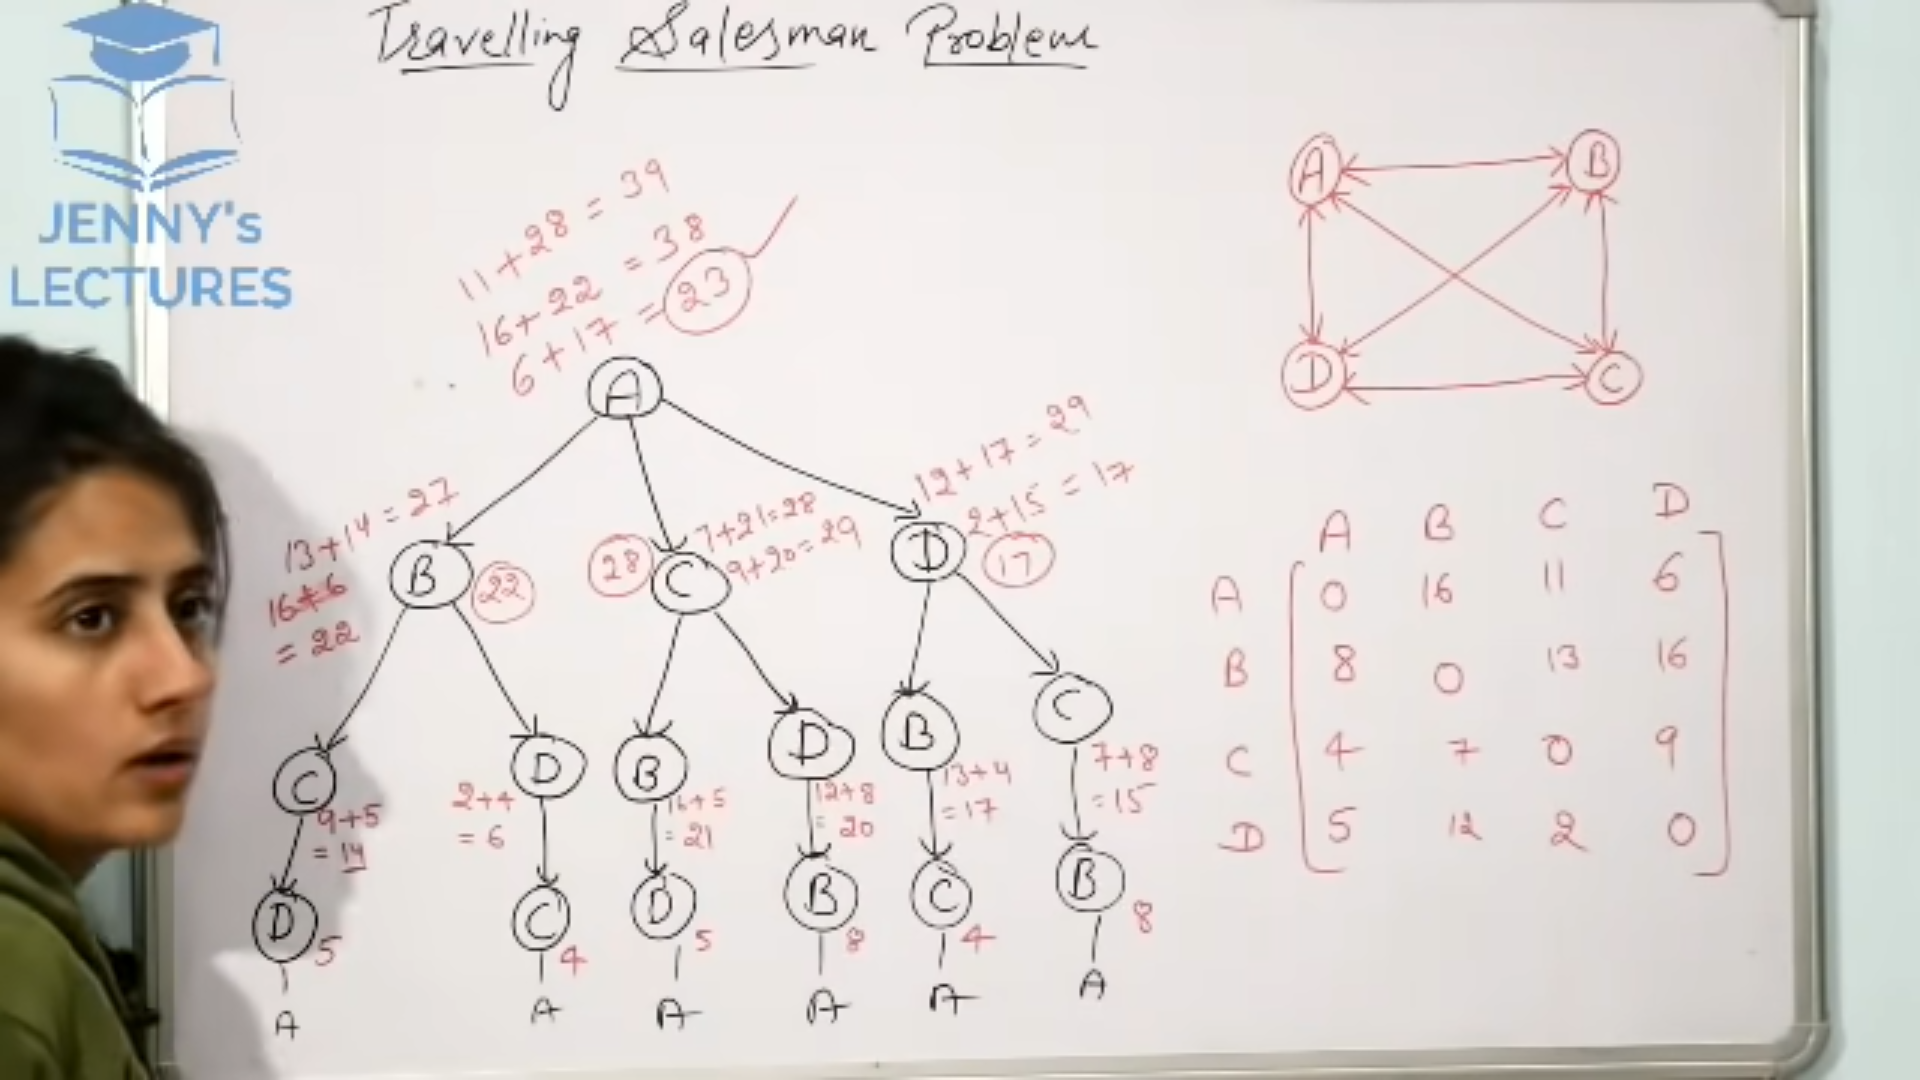 Travelling Salesman Problem
JENNY's
LECTURES
11+28 = 39
16+22 = 38
6+17 = 23
A
13+14 = 27
16+6
= 22
B 22
28 C
7+21=28
9+20=29
12+17=29
2+15 = 17
D 17
C D B D B C
9+5
= 14
2+4
= 6
16+5
= 21
12+8
= 20
13+4
= 17
7+8
= 15
D 5 C 4 D 5 B 8 C 4 B 8
A A A A A A
A B
D C
A B C D
A 0 16 11 6
B 8 0 13 16
C 4 7 0 9
D 5 12 2 0